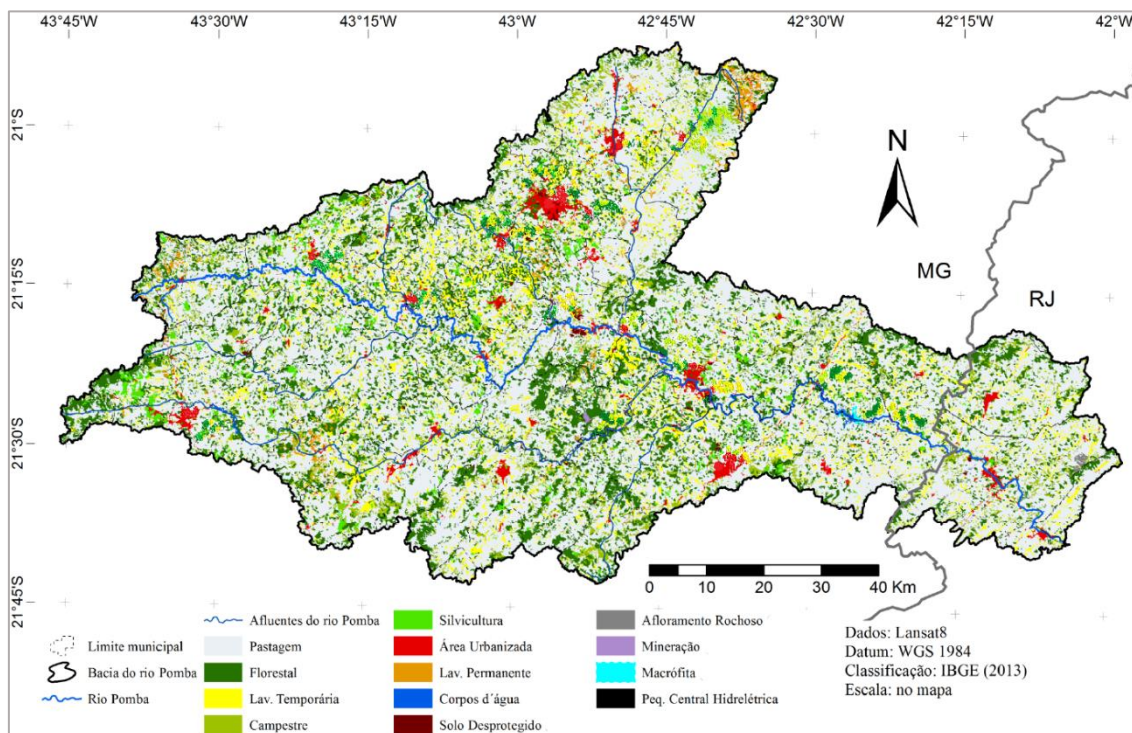 43°45'W 43°30'W 43°15'W 43°W 42°45'W 42°30'W 42°15'W 42°W
21°S
21°15'S
21°30'S
21°45'S
N
MG
RJ
0 10 20 30 40 Km
Limite municipal
Bacia do rio Pomba
Rio Pomba
Afluentes do rio Pomba
Pastagem
Florestal
Lav. Temporária
Campestre
Silvicultura
Área Urbanizada
Lav. Permanente
Corpos d´água
Solo Desprotegido
Afloramento Rochoso
Mineração
Macrófita
Peq. Central Hidrelétrica
Dados: Lansat8
Datum: WGS 1984
Classificação: IBGE (2013)
Escala: no mapa